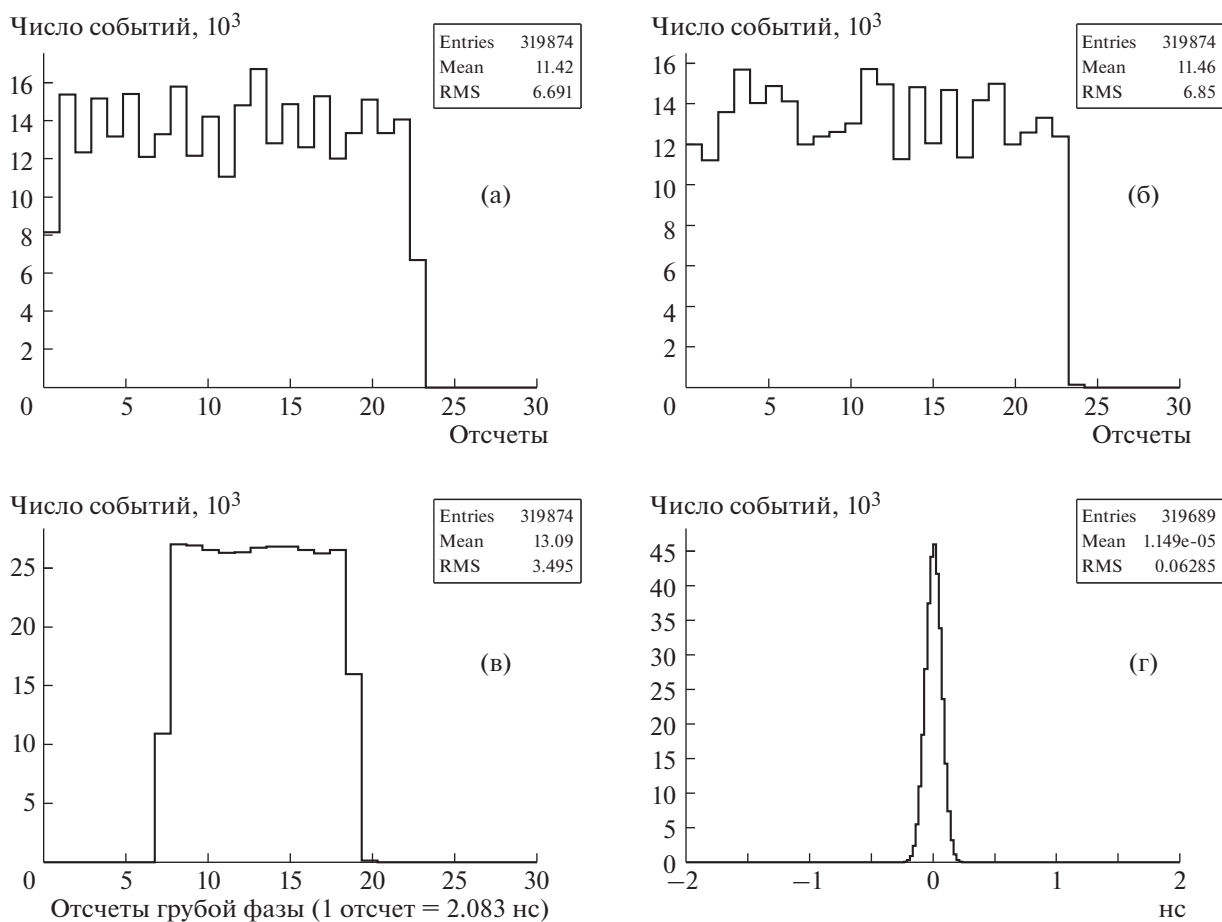 Число событий, 10³
Entries 319874
Mean 11.42
RMS 6.691
16
14
12
10
8
6
4
2
(а)
0 5 10 15 20 25 30
Отсчеты
Число событий, 10³
Entries 319874
Mean 11.46
RMS 6.85
16
14
12
10
8
6
4
2
(б)
0 5 10 15 20 25 30
Отсчеты
Число событий, 10³
Entries 319874
Mean 13.09
RMS 3.495
25
20
15
10
5
(в)
0 5 10 15 20 25 30
Отсчеты грубой фазы (1 отсчет = 2.083 нс)
Число событий, 10³
Entries 319689
Mean 1.149e-05
RMS 0.06285
45
40
35
30
25
20
15
10
5
0
(г)
−2 −1 0 1 2
нс